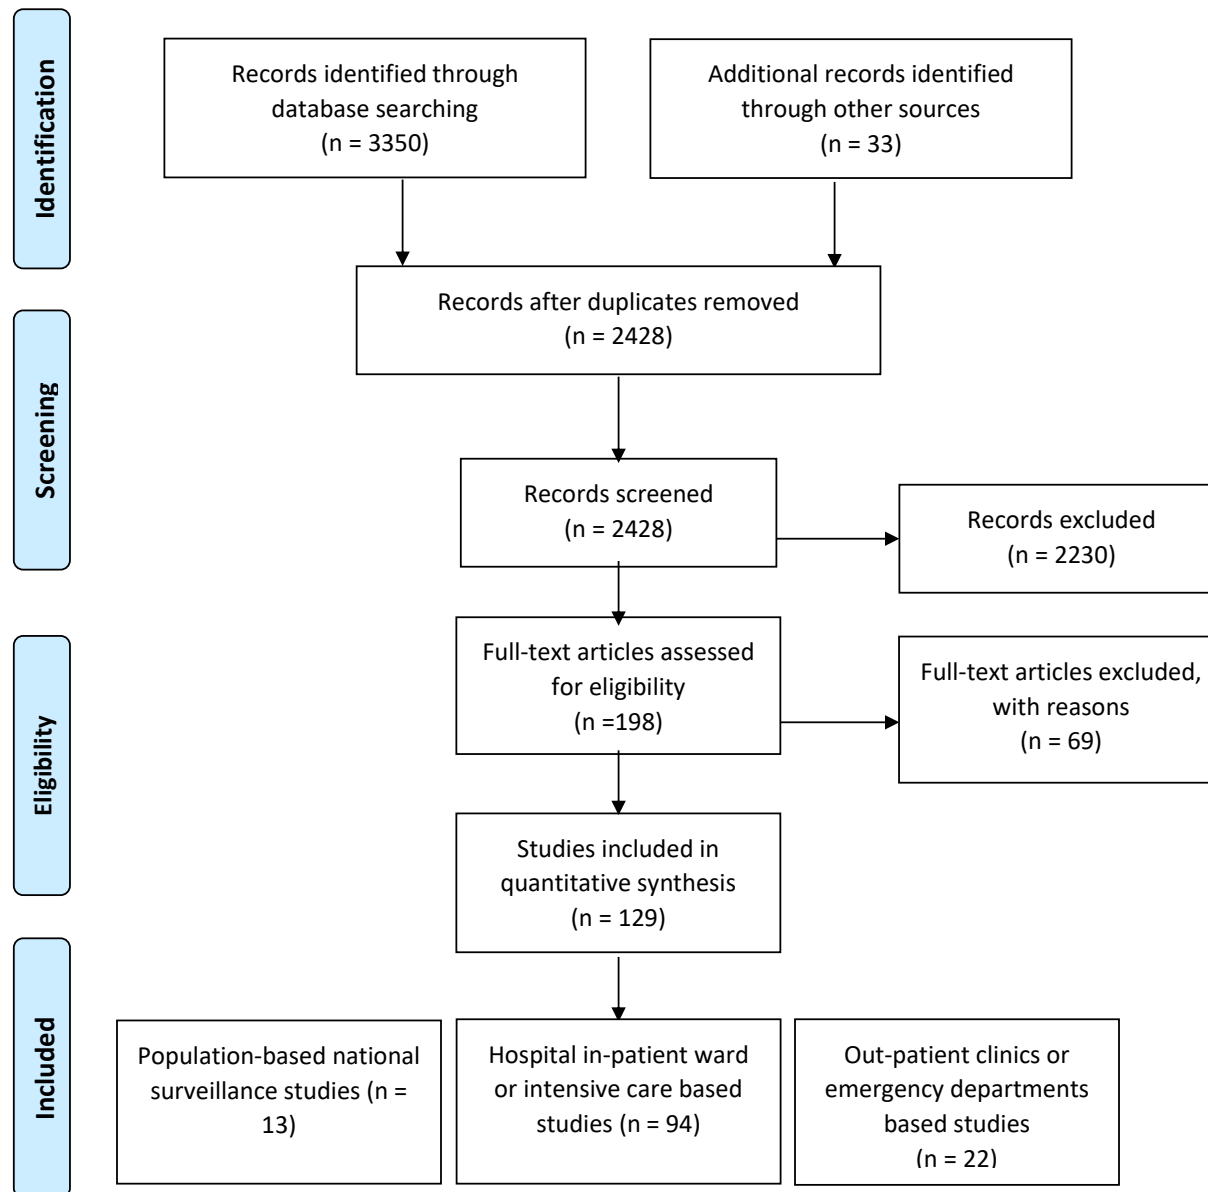 Identification
Records identified through
database searching
(n = 3350)
Additional records identified
through other sources
(n = 33)
Records after duplicates removed
(n = 2428)
Screening
Records screened
(n = 2428)
Records excluded
(n = 2230)
Eligibility
Full-text articles assessed
for eligibility
(n =198)
Full-text articles excluded,
with reasons
(n = 69)
Studies included in
quantitative synthesis
(n = 129)
Included
Population-based national
surveillance studies (n =
13)
Hospital in-patient ward
or intensive care based
studies (n = 94)
Out-patient clinics or
emergency departments
based studies
(n = 22)